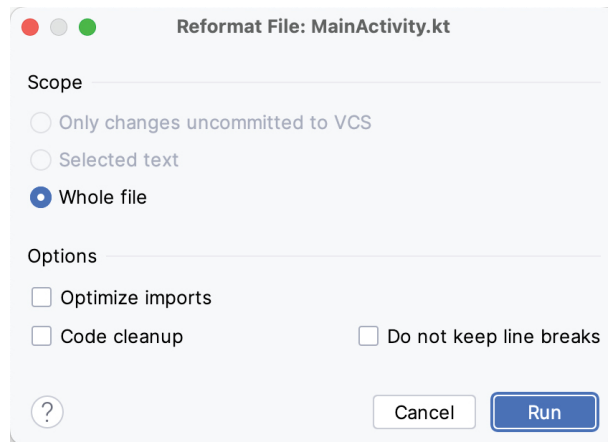 Reformat File: MainActivity.kt
Scope
Only changes uncommitted to VCS
Selected text
Whole file
Options
Optimize imports
Code cleanup
Do not keep line breaks
?
Cancel
Run